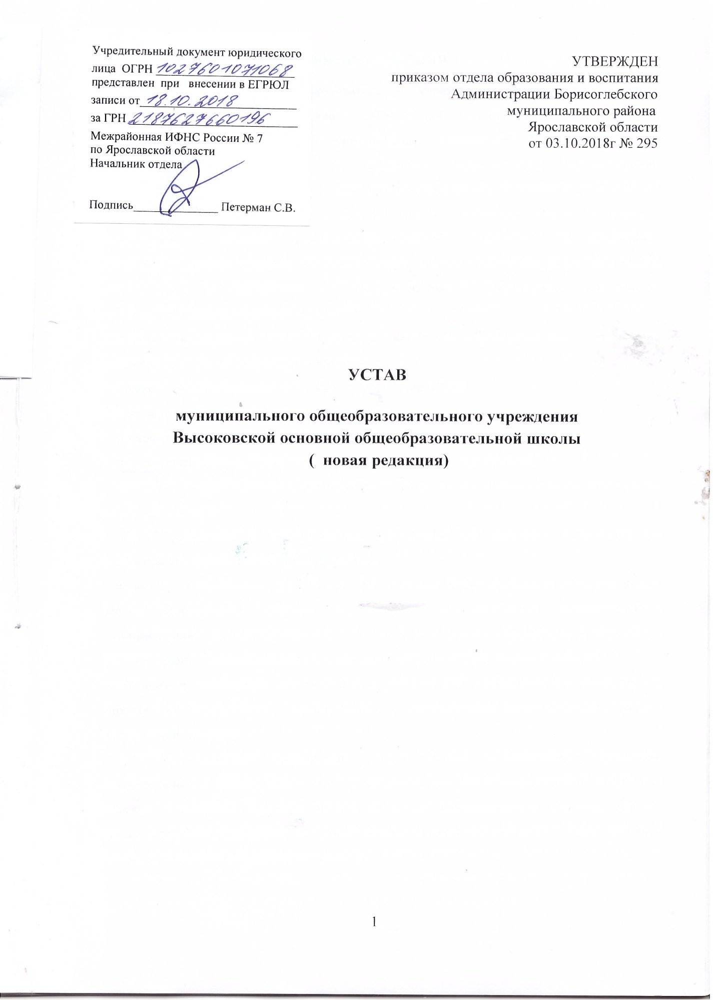 Учредительный документ юридического
лица ОГРН 1027601071068
представлен при внесении в ЕГРЮЛ
записи от 18.10.2018
за ГРН 2187627660196
Межрайонная ИФНС России № 7
по Ярославской области
Начальник отдела
Подпись Петерман С.В.
УТВЕРЖДЕН
приказом отдела образования и воспитания
Администрации Борисоглебского
муниципального района
Ярославской области
от 03.10.2018г № 295
УСТАВ
муниципального общеобразовательного учреждения
Высоковской основной общеобразовательной школы
( новая редакция)
1